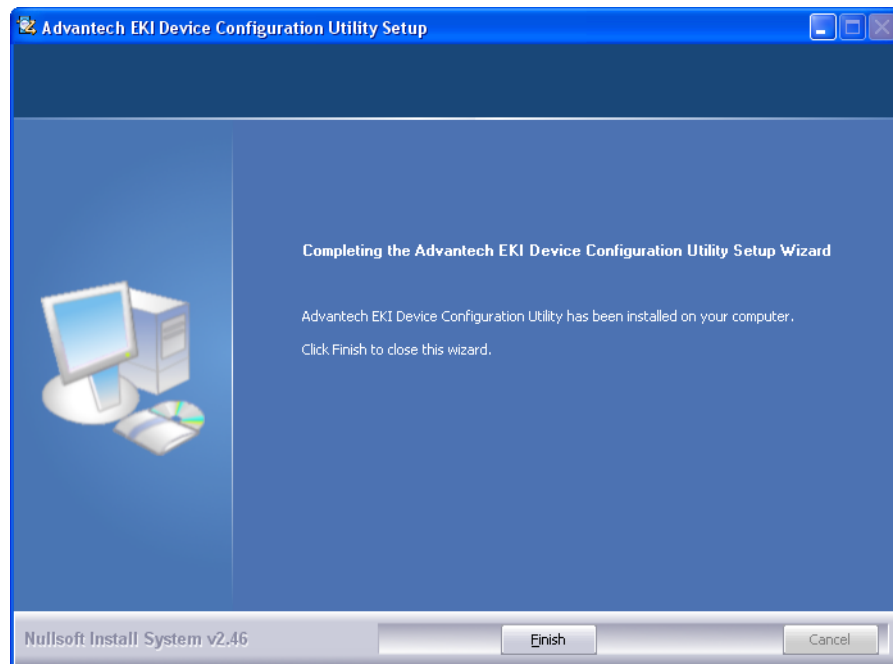 Advantech EKI Device Configuration Utility Setup
Completing the Advantech EKI Device Configuration Utility Setup Wizard
Advantech EKI Device Configuration Utility has been installed on your computer.
Click Finish to close this wizard.
Nullsoft Install System v2.46
Finish
Cancel